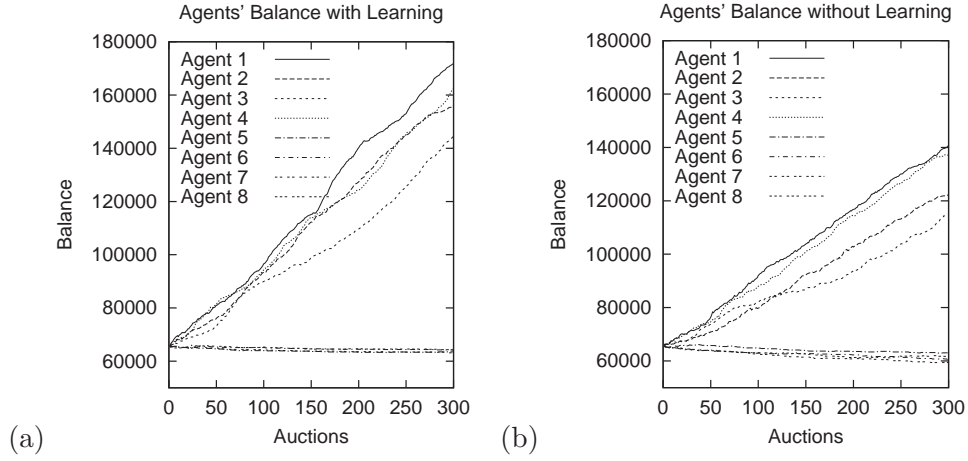 Agents' Balance with Learning
180000
160000
140000
120000
100000
80000
60000
Balance
Agent 1
Agent 2
Agent 3
Agent 4
Agent 5
Agent 6
Agent 7
Agent 8
0 50 100 150 200 250 300
Auctions
(a)
Agents' Balance without Learning
180000
160000
140000
120000
100000
80000
60000
Balance
Agent 1
Agent 2
Agent 3
Agent 4
Agent 5
Agent 6
Agent 7
Agent 8
0 50 100 150 200 250 300
Auctions
(b)